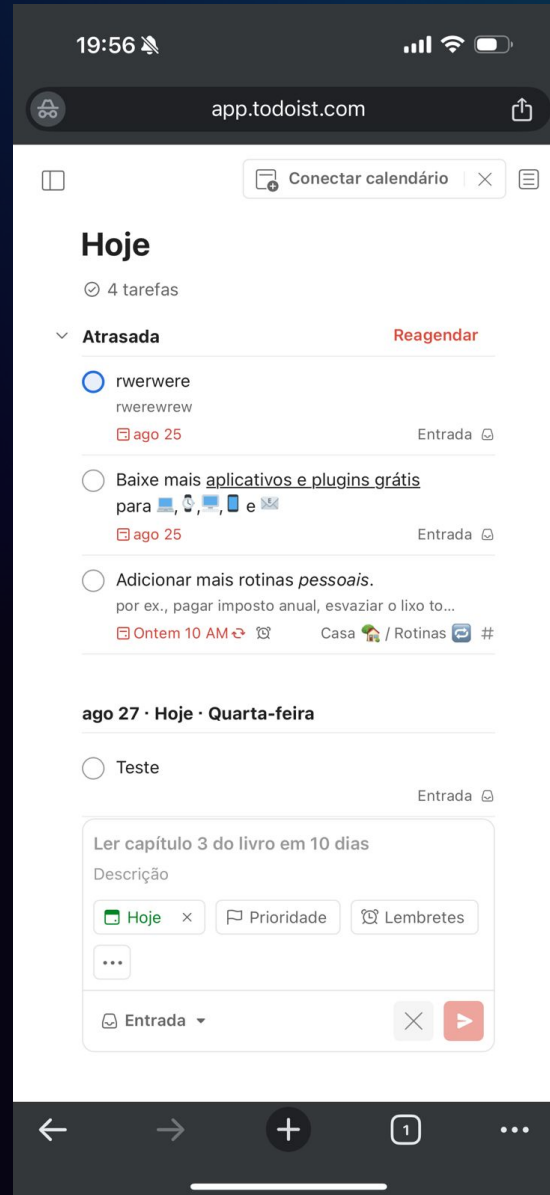 19:56
app.todoist.com
Conectar calendário
Hoje
4 tarefas
Atrasada Reagendar
rwerwere
rwerewrew
ago 25 Entrada
Baixe mais aplicativos e plugins grátis
para 💻,⌚,🖥️,📱 e 📧
ago 25 Entrada
Adicionar mais rotinas pessoais.
por ex., pagar imposto anual, esvaziar o lixo to...
Ontem 10 AM Casa 🏡 / Rotinas 🔁 #
ago 27 · Hoje · Quarta-feira
Teste
Entrada
Ler capítulo 3 do livro em 10 dias
Descrição
Hoje × Prioridade Lembretes
...
Entrada
1